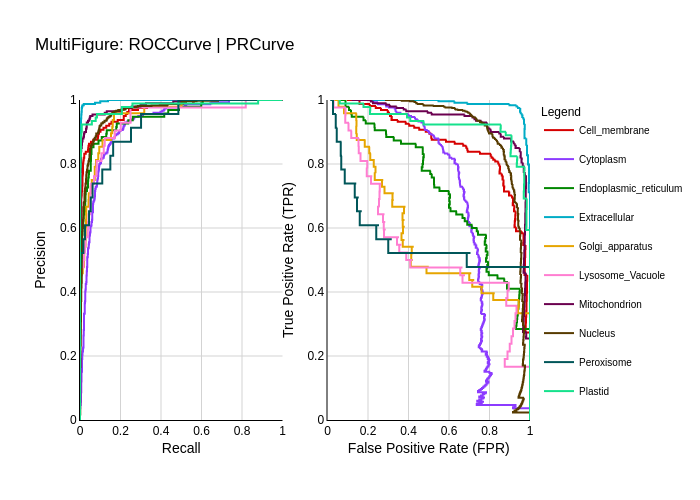 MultiFigure: ROCCurve | PRCurve
1
0.8
0.6
0.4
0.2
0
Precision
0 0.2 0.4 0.6 0.8 1
Recall
1
0.8
0.6
0.4
0.2
0
True Positive Rate (TPR)
0 0.2 0.4 0.6 0.8 1
False Positive Rate (FPR)
Legend
Cell_membrane
Cytoplasm
Endoplasmic_reticulum
Extracellular
Golgi_apparatus
Lysosome_Vacuole
Mitochondrion
Nucleus
Peroxisome
Plastid